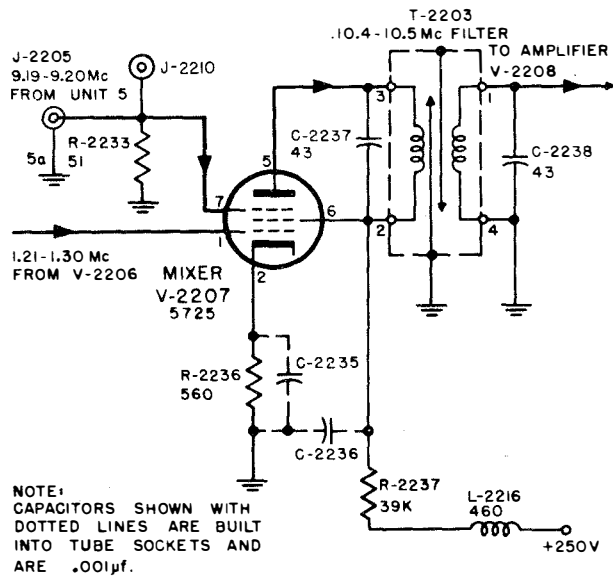 T-2203
.10.4-10.5Mc FILTER
TO AMPLIFIER
V-2208
J-2205
9.19-9.20Mc
FROM UNIT 5
J-2210
5a
R-2233
51
3
1
C-2237
43
C-2238
43
5
7
6
1
2
2
4
1.21-1.30 Mc
FROM V-2206
MIXER
V-2207
5725
R-2236
560
C-2235
C-2236
R-2237
39K
L-2216
460
+250V
NOTE:
CAPACITORS SHOWN WITH
DOTTED LINES ARE BUILT
INTO TUBE SOCKETS AND
ARE .001µf.